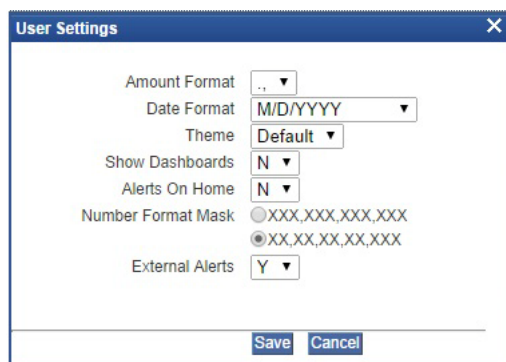 User Settings
Amount Format .,
Date Format M/D/YYYY
Theme Default
Show Dashboards N
Alerts On Home N
Number Format Mask XXX,XXX,XXX,XXX
XX,XX,XX,XX,XXX
External Alerts Y
Save Cancel